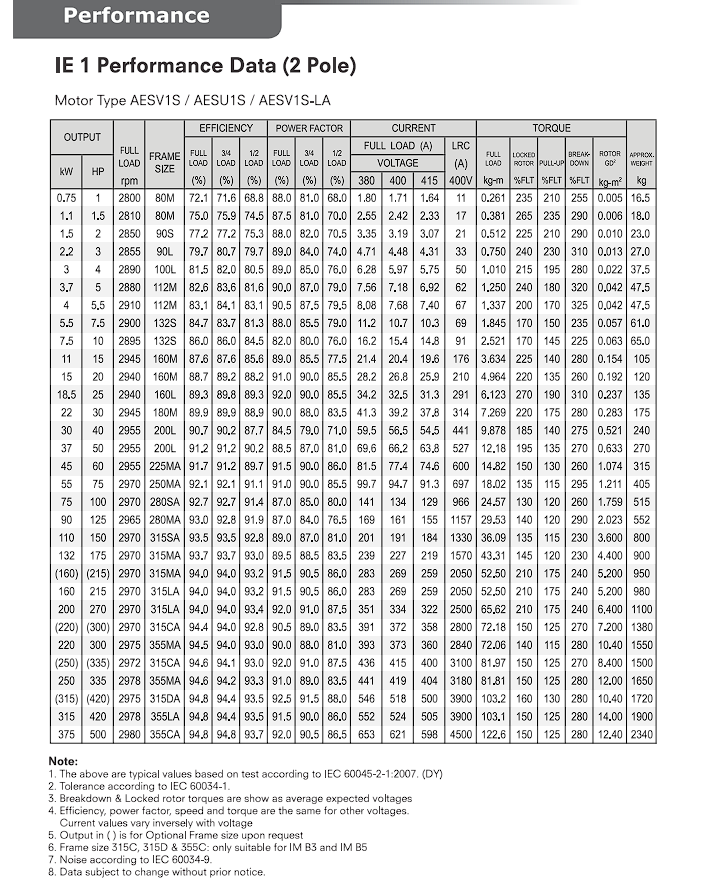 Performance
IE 1 Performance Data (2 Pole)
Motor Type AESV1S / AESU1S / AESV1S-LA
OUTPUT FULL LOAD rpm FRAME SIZE EFFICIENCY POWER FACTOR CURRENT TORQUE ROTOR GD² kg-m² APPROX. WEIGHT kg
kW HP FULL LOAD (%) 3/4 LOAD (%) 1/2 LOAD (%) FULL LOAD (%) 3/4 LOAD (%) 1/2 LOAD (%) FULL LOAD (A) VOLTAGE 380 400 415 LRC (A) 400V FULL LOAD kg-m LOCKED ROTOR %FLT PULL-UP %FLT BREAK-DOWN %FLT
0.75 1 2800 80M 72.1 71.6 68.8 88.0 81.0 68.0 1.80 1.71 1.64 11 0.261 235 210 255 0.005 16.5
1.1 1.5 2810 80M 75.0 75.9 74.5 87.5 81.0 70.0 2.55 2.42 2.33 17 0.381 265 235 290 0.006 18.0
1.5 2 2850 90S 77.2 77.2 75.3 88.0 82.0 70.5 3.35 3.19 3.07 21 0.512 225 210 290 0.010 23.0
2.2 3 2855 90L 79.7 80.7 79.7 89.0 84.0 74.0 4.71 4.48 4.31 33 0.750 240 230 310 0.013 27.0
3 4 2890 100L 81.5 82.0 80.5 89.0 85.0 76.0 6.28 5.97 5.75 50 1.010 215 195 280 0.022 37.5
3.7 5 2880 112M 82.6 83.6 81.6 90.0 87.0 79.0 7.56 7.18 6.92 62 1.250 240 180 320 0.042 47.5
4 5.5 2910 112M 83.1 84.1 83.1 90.5 87.5 79.5 8.08 7.68 7.40 67 1.337 200 170 325 0.042 47.5
5.5 7.5 2900 132S 84.7 83.7 81.3 88.0 85.5 79.0 11.2 10.7 10.3 69 1.845 170 150 235 0.057 61.0
7.5 10 2895 132S 86.0 86.0 84.5 82.0 80.0 76.0 16.2 15.4 14.8 91 2.521 170 145 225 0.063 65.0
11 15 2945 160M 87.6 87.6 85.6 89.0 85.5 77.5 21.4 20.4 19.6 176 3.634 225 140 280 0.154 105
15 20 2940 160M 88.7 89.2 88.2 91.0 90.0 85.5 28.2 26.8 25.9 210 4.964 220 135 260 0.192 120
18.5 25 2940 160L 89.3 89.8 89.3 92.0 90.0 85.5 34.2 32.5 31.3 291 6.123 270 190 310 0.237 135
22 30 2945 180M 89.9 89.9 88.9 90.0 88.0 83.5 41.3 39.2 37.8 314 7.269 220 175 280 0.283 175
30 40 2955 200L 90.7 90.2 87.7 84.5 79.0 71.0 59.5 56.5 54.5 441 9.878 185 140 275 0.521 240
37 50 2955 200L 91.2 91.2 90.2 88.5 87.0 81.0 69.6 66.2 63.8 527 12.18 195 135 270 0.633 270
45 60 2955 225MA 91.7 91.2 89.7 91.5 90.0 86.0 81.5 77.4 74.6 600 14.82 150 130 260 1.074 315
55 75 2970 250MA 92.1 92.1 91.1 91.0 90.0 85.5 99.7 94.7 91.3 697 18.02 135 115 295 1.211 405
75 100 2970 280SA 92.7 92.7 91.4 87.0 85.0 80.0 141 134 129 966 24.57 130 120 260 1.759 515
90 125 2965 280MA 93.0 92.8 91.9 87.0 84.0 76.5 169 161 155 1157 29.53 140 120 290 2.023 552
110 150 2970 315SA 93.5 93.5 92.8 89.0 87.0 81.0 201 191 184 1330 36.09 135 115 230 3.600 800
132 175 2970 315MA 93.7 93.7 93.0 89.5 88.5 83.5 239 227 219 1570 43.31 145 120 230 4.400 900
(160) (215) 2970 315MA 94.0 94.0 93.2 91.5 90.5 86.5 283 269 259 2050 52.50 210 175 240 5.200 950
160 215 2970 315LA 94.0 94.0 93.2 91.5 90.5 86.5 283 269 259 2050 52.50 210 175 240 5.200 980
200 270 2970 315LA 94.0 94.0 93.4 92.0 91.0 87.5 351 334 322 2500 65.62 210 175 240 6.400 1100
(220) (300) 2970 315CA 94.4 94.0 92.8 90.5 89.0 83.5 391 372 358 2800 72.18 150 125 270 7.200 1380
220 300 2975 355MA 94.5 94.0 93.0 90.0 88.0 81.0 393 373 360 2840 72.06 140 115 280 10.40 1550
(250) (335) 2972 315CA 94.6 94.1 93.0 92.0 91.0 87.5 436 415 400 3100 81.97 150 125 270 8.400 1500
250 335 2978 355MA 94.6 94.2 93.3 91.0 89.0 83.5 441 419 404 3180 81.81 150 125 280 12.00 1650
(315) (420) 2975 315DA 94.8 94.4 93.5 92.5 91.5 88.0 546 518 500 3900 103.2 160 130 280 10.40 1720
315 420 2978 355LA 94.8 94.4 93.5 91.5 90.0 86.0 552 524 505 3900 103.1 150 125 280 14.00 1900
375 500 2980 355CA 94.8 94.8 93.7 92.0 90.5 86.5 653 621 598 4500 122.6 150 125 280 12.40 2340
Note:
1. The above are typical values based on test according to IEC 60045-2-1:2007. (DY)
2. Tolerance according to IEC 60034-1.
3. Breakdown & Locked rotor torques are show as average expected voltages
4. Efficiency, power factor, speed and torque are the same for other voltages.
Current values vary inversely with voltage
5. Output in ( ) is for Optional Frame size upon request
6. Frame size 315C, 315D & 355C: only suitable for IM B3 and IM B5
7. Noise according to IEC 60034-9.
8. Data subject to change without prior notice.